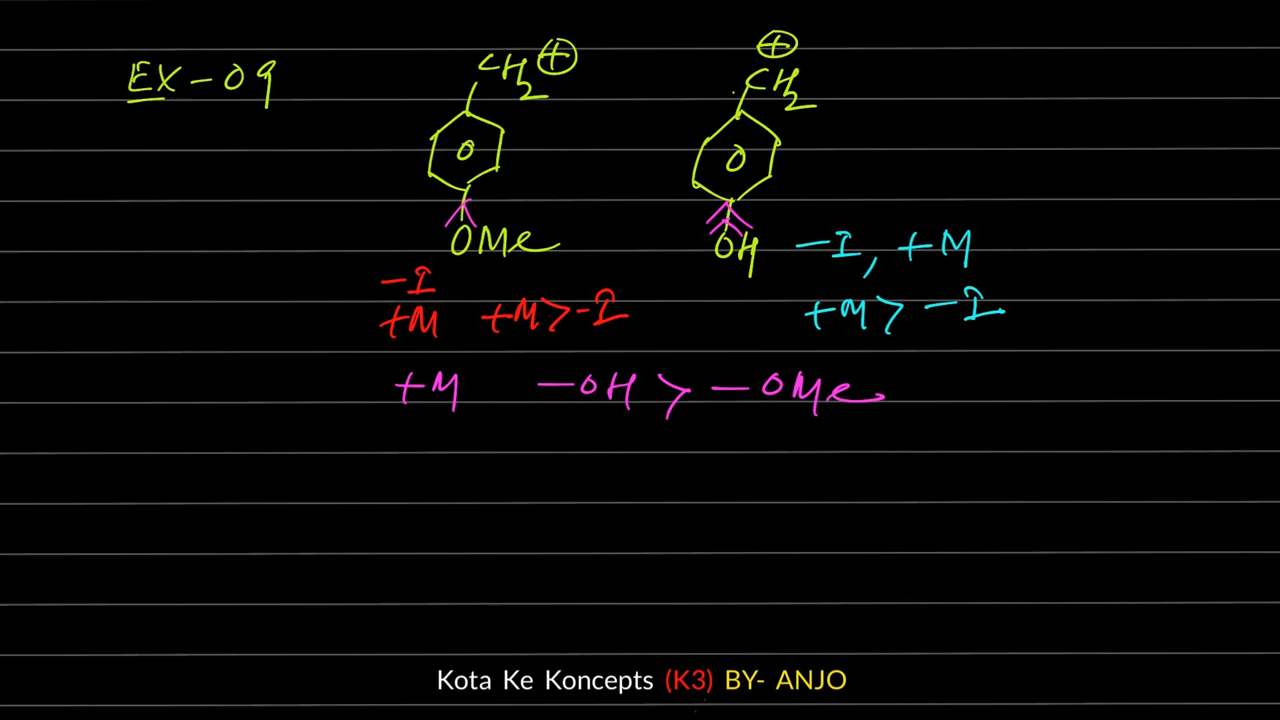 EX-09
CH2⊕ ⊕CH2
OMe OH -I, +M
-I
+M +M>-I +M> -I
+M -OH > -OMe
Kota Ke Koncepts (K3) BY- ANJO